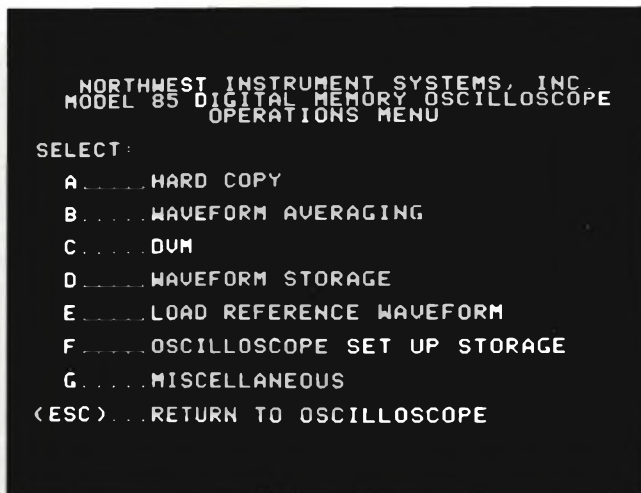 NORTHWEST INSTRUMENT SYSTEMS, INC.
MODEL 85 DIGITAL MEMORY OSCILLOSCOPE
OPERATIONS MENU
SELECT:
A......HARD COPY
B......WAVEFORM AVERAGING
C......DVM
D......WAVEFORM STORAGE
E......LOAD REFERENCE WAVEFORM
F......OSCILLOSCOPE SET UP STORAGE
G......MISCELLANEOUS
(ESC)...RETURN TO OSCILLOSCOPE